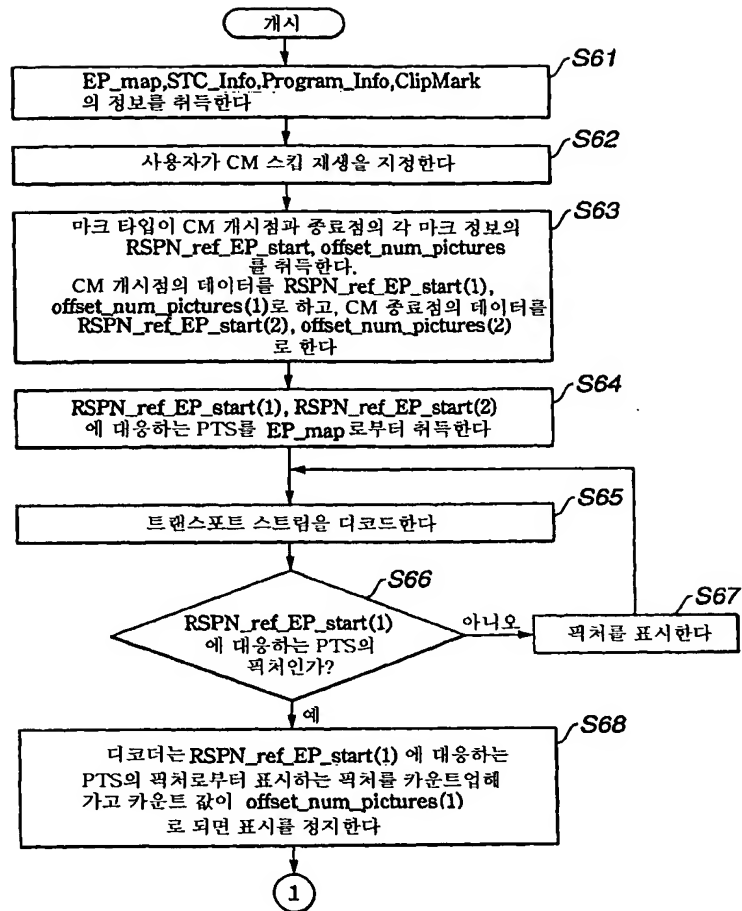 개시
S61
EP_map,STC_Info,Program_Info,ClipMark
의 정보를 취득한다
S62
사용자가 CM 스킵 재생을 지정한다
S63
마크 타입이 CM 개시점과 종료점의 각 마크 정보의
RSPN_ref_EP_start, offset_num_pictures
를 취득한다.
CM 개시점의 데이터를 RSPN_ref_EP_start(1),
offset_num_pictures(1)로 하고, CM 종료점의 데이터를
RSPN_ref_EP_start(2), offset_num_pictures(2)
로 한다
S64
RSPN_ref_EP_start(1), RSPN_ref_EP_start(2)
에 대응하는 PTS를 EP_map 로부터 취득한다
S65
트랜스포트 스트림을 디코드한다
S66
RSPN_ref_EP_start(1)
에 대응하는 PTS의
픽처인가?
아니오
S67
픽처를 표시한다
예
S68
디코더는 RSPN_ref_EP_start(1) 에 대응하는
PTS의 픽처로부터 표시하는 픽처를 카운트업해
가고 카운트 값이 offset_num_pictures(1)
로 되면 표시를 정지한다
1